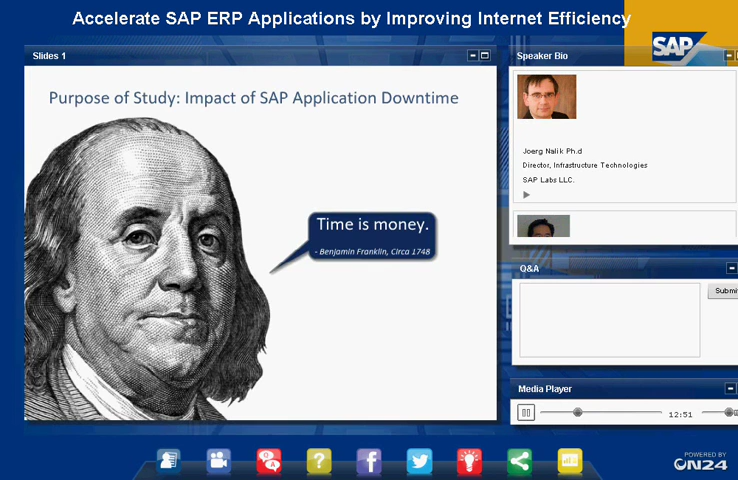 Accelerate SAP ERP Applications by Improving Internet Efficiency
SAP
Slides 1
Purpose of Study: Impact of SAP Application Downtime
Time is money.
- Benjamin Franklin, Circa 1748
Speaker Bio
Joerg Nalik Ph.d
Director, Infrastructure Technologies
SAP Labs LLC.
Q&A
Submi
Media Player
12:51
Q
A
?
f
POWERED BY
ON24